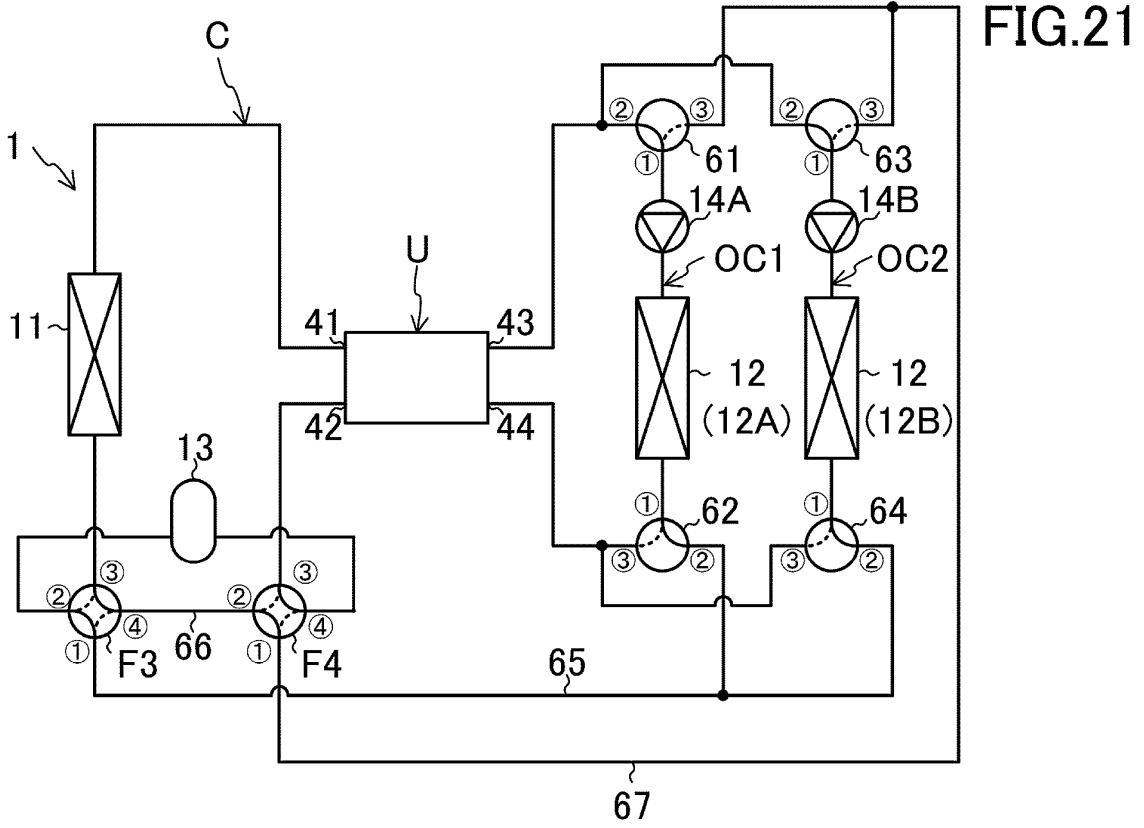 FIG.21
C
② ③ ② ③
1
① 61 ① 63
14A 14B
U
OC1 OC2
11 41 43
12 12
42 44 (12A) (12B)
13
① 62 ① 64
③ ② ③ ②
③ ③
② ②
④ ④
① F3 66 ① F4
65
67